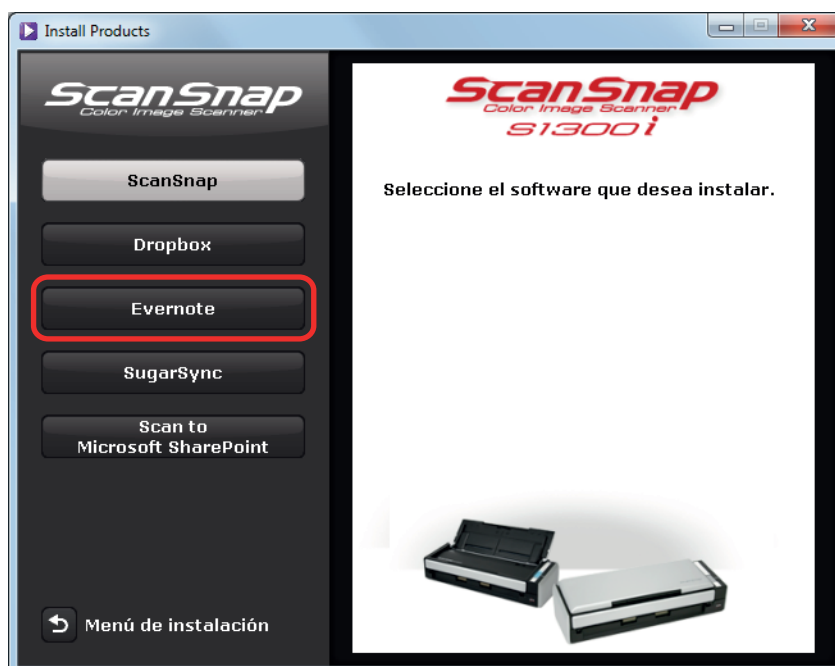 Install Products
ScanSnap
Color Image Scanner
ScanSnap
Dropbox
Evernote
SugarSync
Scan to
Microsoft SharePoint
Menú de instalación
ScanSnap
Color Image Scanner
S1300i
Seleccione el software que desea instalar.